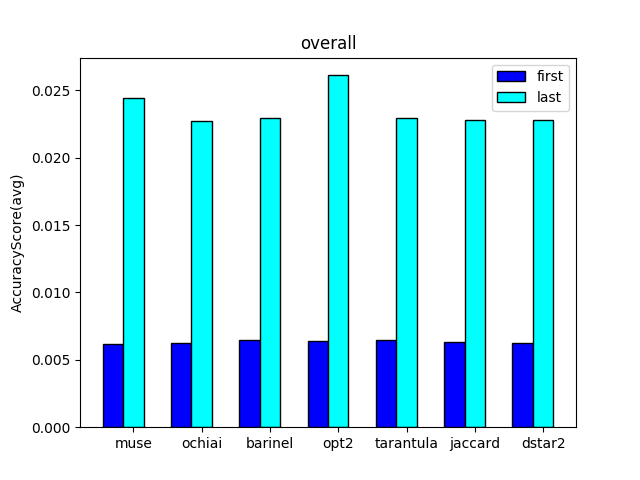 overall
first
last
AccuracyScore(avg)
0.025
0.020
0.015
0.010
0.005
0.000
muse ochiai barinel opt2 tarantula jaccard dstar2